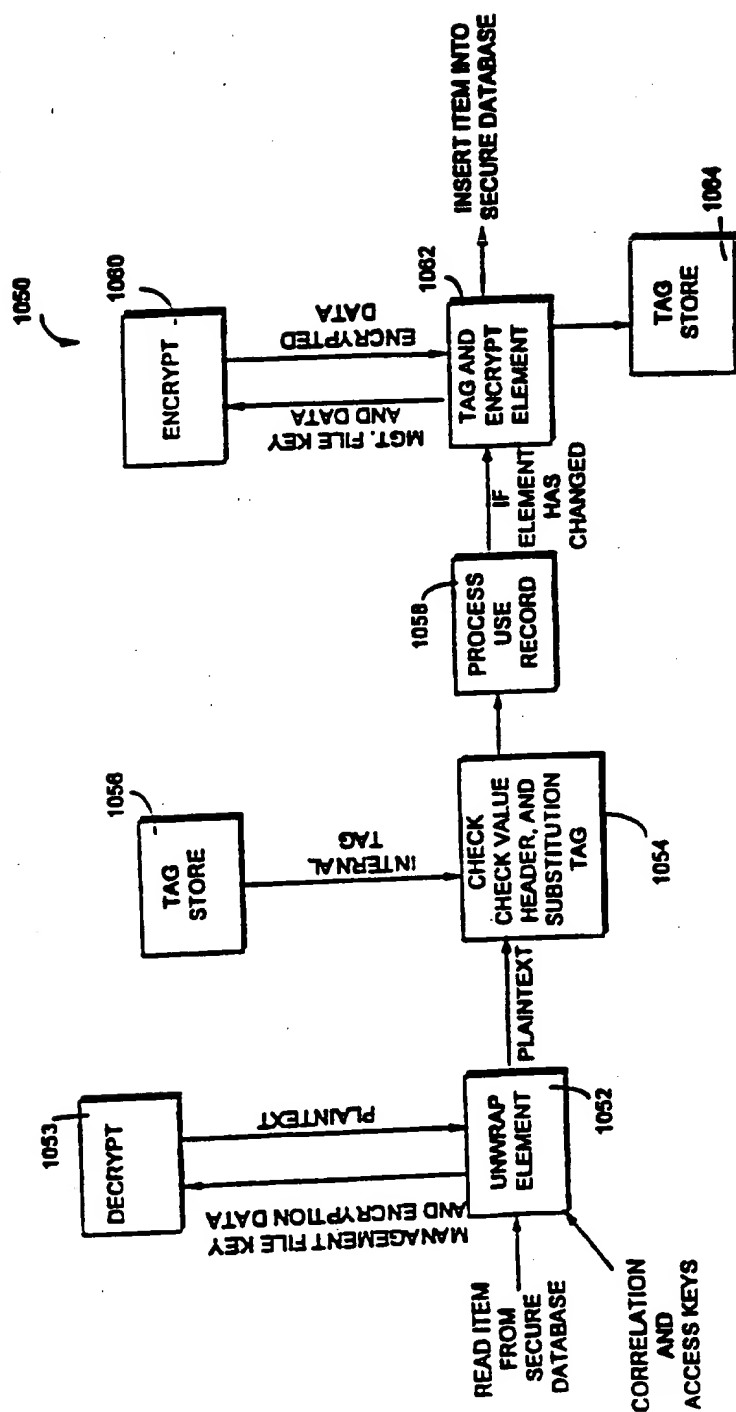 1050
1053
DECRYPT
MANAGEMENT FILE KEY
AND ENCRYPTION DATA
PLAINTEXT
READ ITEM
FROM
SECURE
DATABASE
CORRELATION
AND
ACCESS KEYS
UNWRAP
ELEMENT
1052
PLAINTEXT
1056
TAG
STORE
INTERNAL
TAG
CHECK
CHECK VALUE
HEADER, AND
SUBSTITUTION
TAG
1054
1058
PROCESS
USE
RECORD
IF
ELEMENT
HAS
CHANGED
1060
ENCRYPT
MGT. FILE KEY
AND DATA
ENCRYPTED
DATA
1062
TAG AND
ENCRYPT
ELEMENT
INSERT ITEM INTO
SECURE DATABASE
TAG
STORE
1064